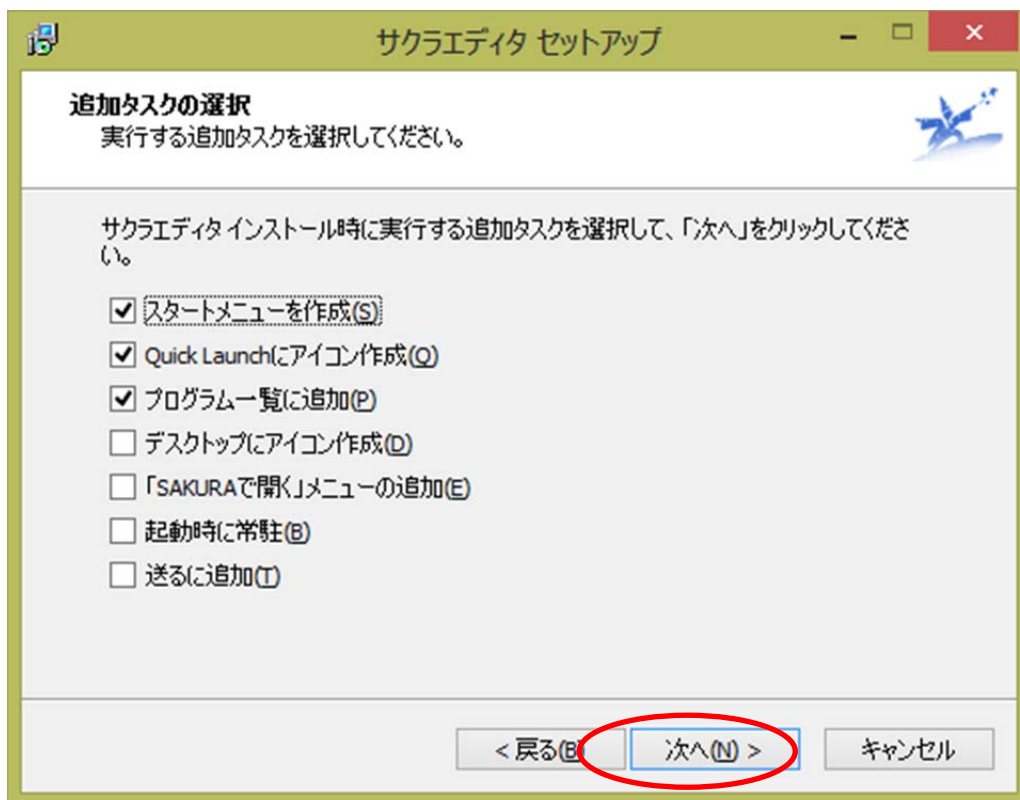 サクラエディタ セットアップ
追加タスクの選択
実行する追加タスクを選択してください。
サクラエディタ インストール時に実行する追加タスクを選択して、「次へ」をクリックしてくださ
い。
スタートメニューを作成(S)
Quick Launchにアイコン作成(Q)
プログラム一覧に追加(P)
デスクトップにアイコン作成(D)
「SAKURAで開く」メニューの追加(E)
起動時に常駐(B)
送るに追加(T)
< 戻る(B) 次へ(N) > キャンセル